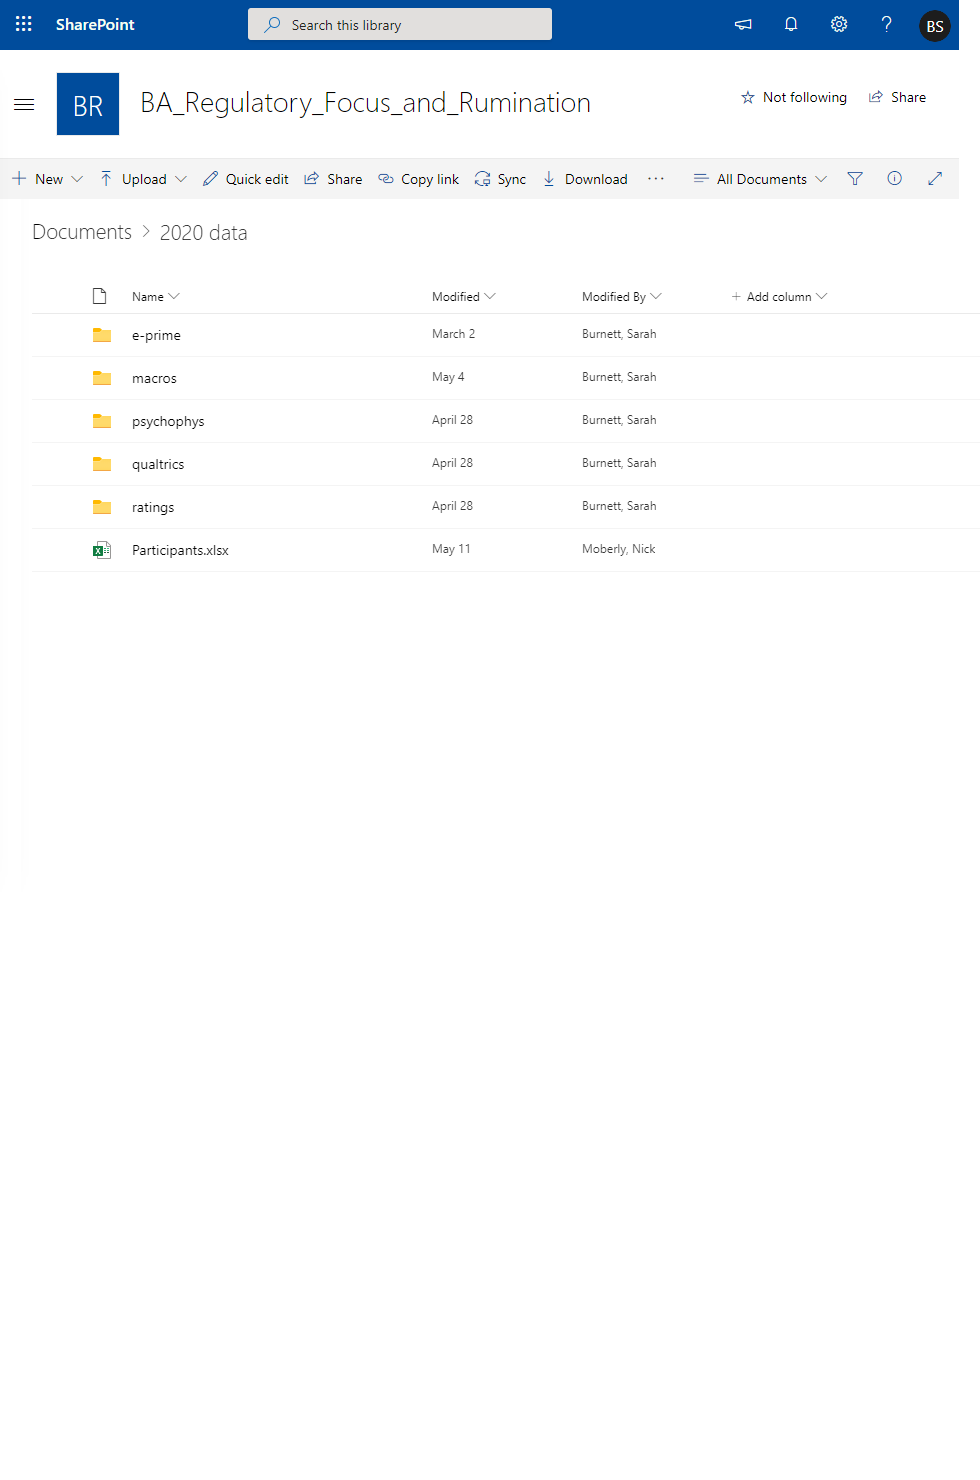 SharePoint Search this library ? BS
BR BA_Regulatory_Focus_and_Rumination Not following Share
New Upload Quick edit Share Copy link Sync Download ... All Documents
Documents > 2020 data
Name Modified Modified By + Add column
e-prime March 2 Burnett, Sarah
macros May 4 Burnett, Sarah
psychophys April 28 Burnett, Sarah
qualtrics April 28 Burnett, Sarah
ratings April 28 Burnett, Sarah
Participants.xlsx May 11 Moberly, Nick